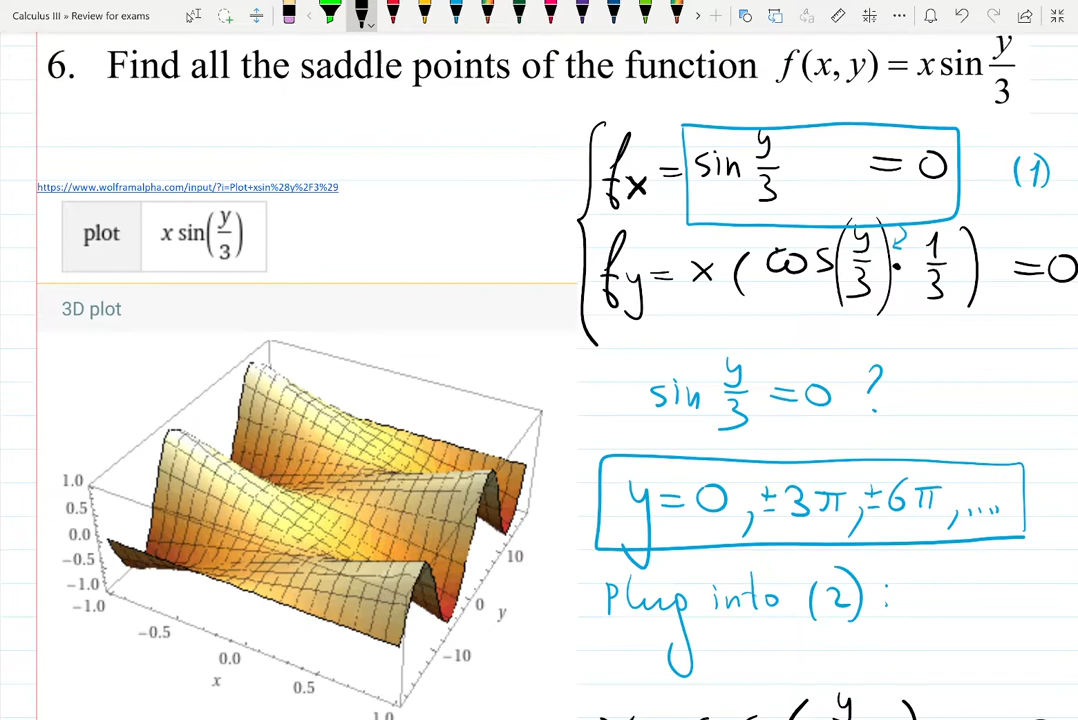 Calculus III » Review for exams
6. Find all the saddle points of the function f(x, y) = x sin y/3
fx = sin y/3 = 0 (1)
https://www.wolframalpha.com/input/?i=Plot+xsin%28y%2F3%29
plot x sin(y/3)
fy = x (cos(y/3) · 1/3) = 0
3D plot
sin y/3 = 0 ?
y = 0, ±3π, ±6π, ....
plug into (2) :
1.0
0.5
0.0
-0.5
-1.0
-1.0
-0.5
0.0
x
0.5
1.0
-10
0
y
10